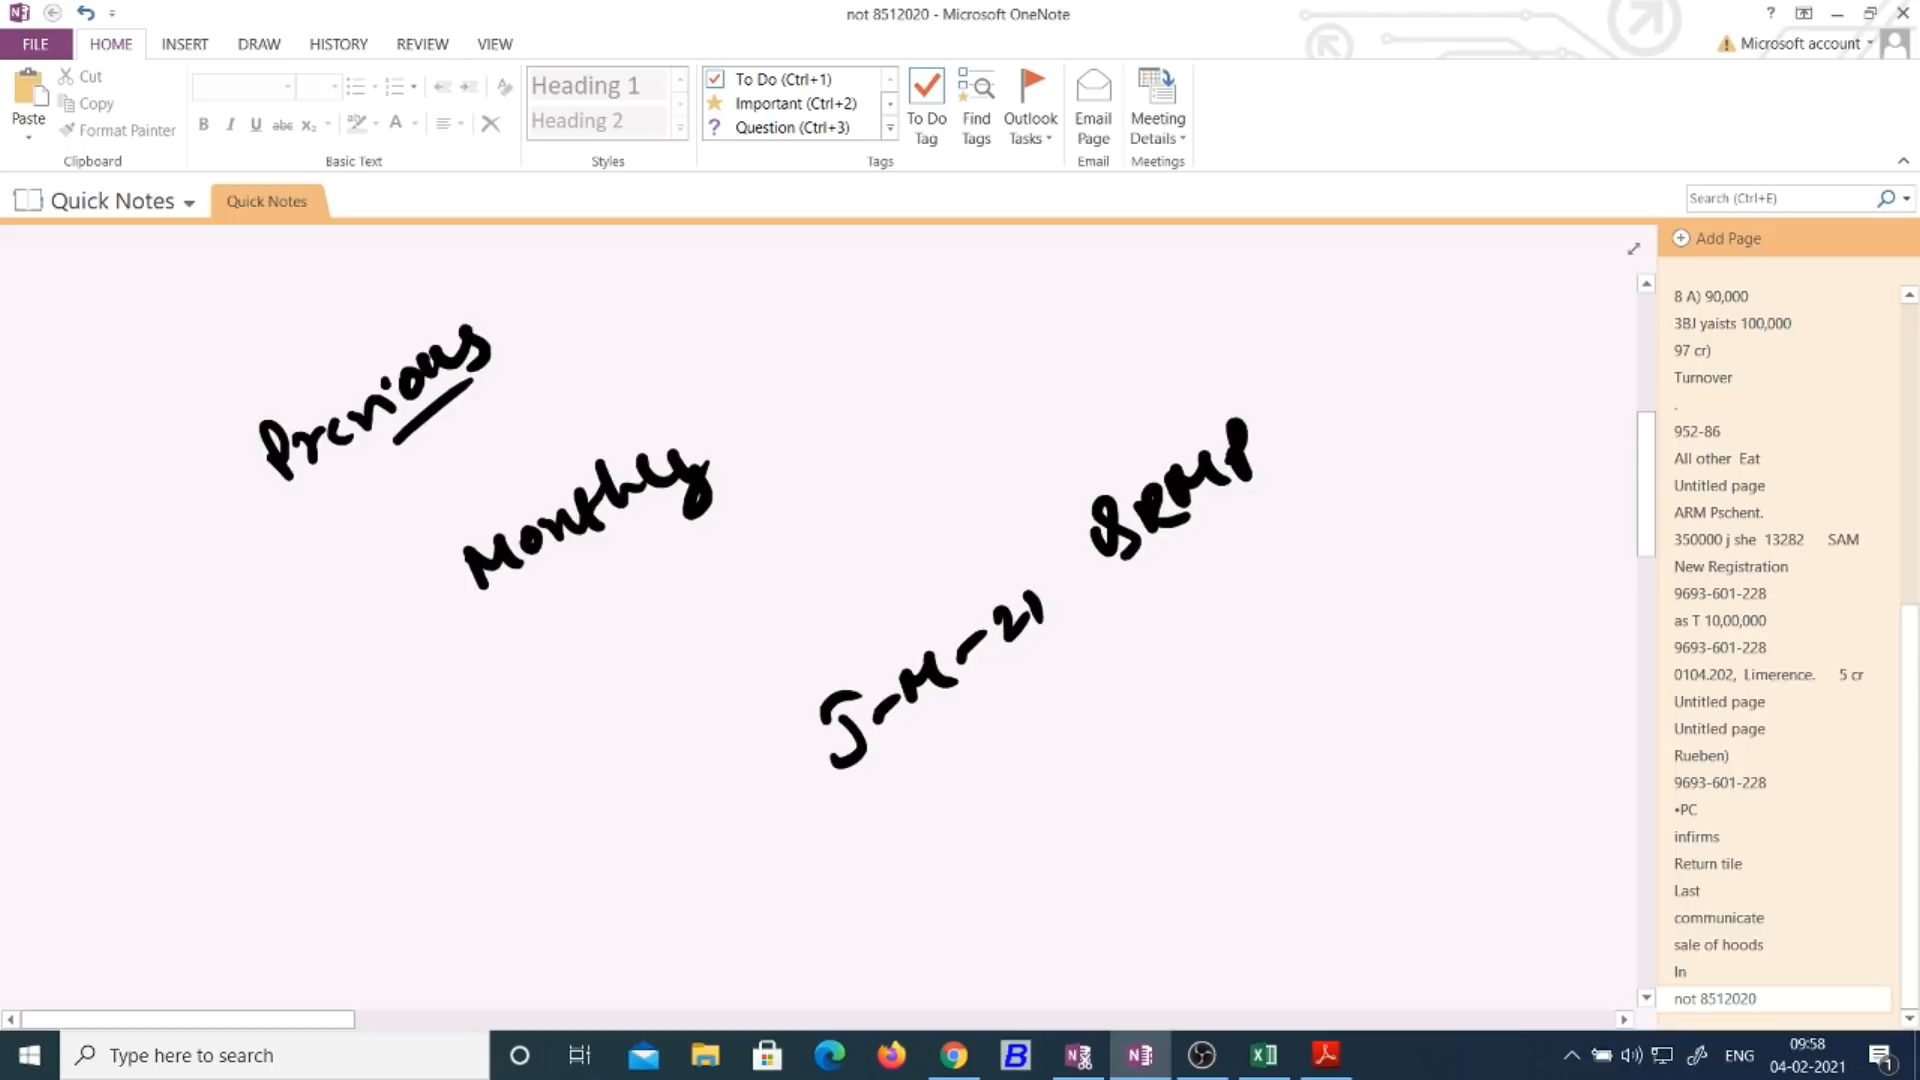 not 8512020 - Microsoft OneNote
?
FILE HOME INSERT DRAW HISTORY REVIEW VIEW
Microsoft account
Paste
Cut
Copy
Format Painter
Clipboard
B I U abc x₂ A
Basic Text
Heading 1
Heading 2
Styles
To Do (Ctrl+1)
Important (Ctrl+2)
? Question (Ctrl+3)
Tags
To Do Tag
Find Tags
Outlook Tasks
Email Page
Email
Meeting Details
Meetings
Quick Notes
Quick Notes
Search (Ctrl+E)
Previous
Monthly
J-M-21
QRMP
Add Page
8 A) 90,000
3BJ yaists 100,000
97 cr)
Turnover
.
952-86
All other Eat
Untitled page
ARM Pschent.
350000 j she 13282 SAM
New Registration
9693-601-228
as T 10,00,000
9693-601-228
0104.202, Limerence. 5 cr
Untitled page
Untitled page
Rueben)
9693-601-228
•PC
infirms
Return tile
Last
communicate
sale of hoods
In
not 8512020
Type here to search
ENG
09:58
04-02-2021
1